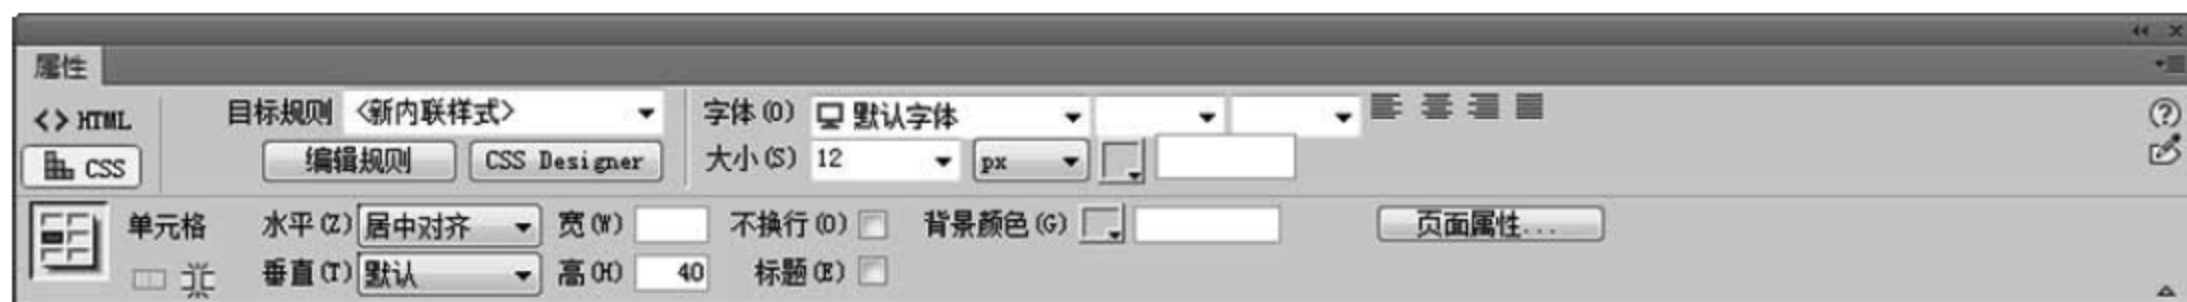 属性
<> HTML 目标规则 <新内联样式> 字体(O) 默认字体
CSS 编辑规则 CSS Designer 大小(S) 12 px
单元格 水平(Z) 居中对齐 宽(W) 不换行(O) 背景颜色(G) 页面属性...
垂直(T) 默认 高(H) 40 标题(E)